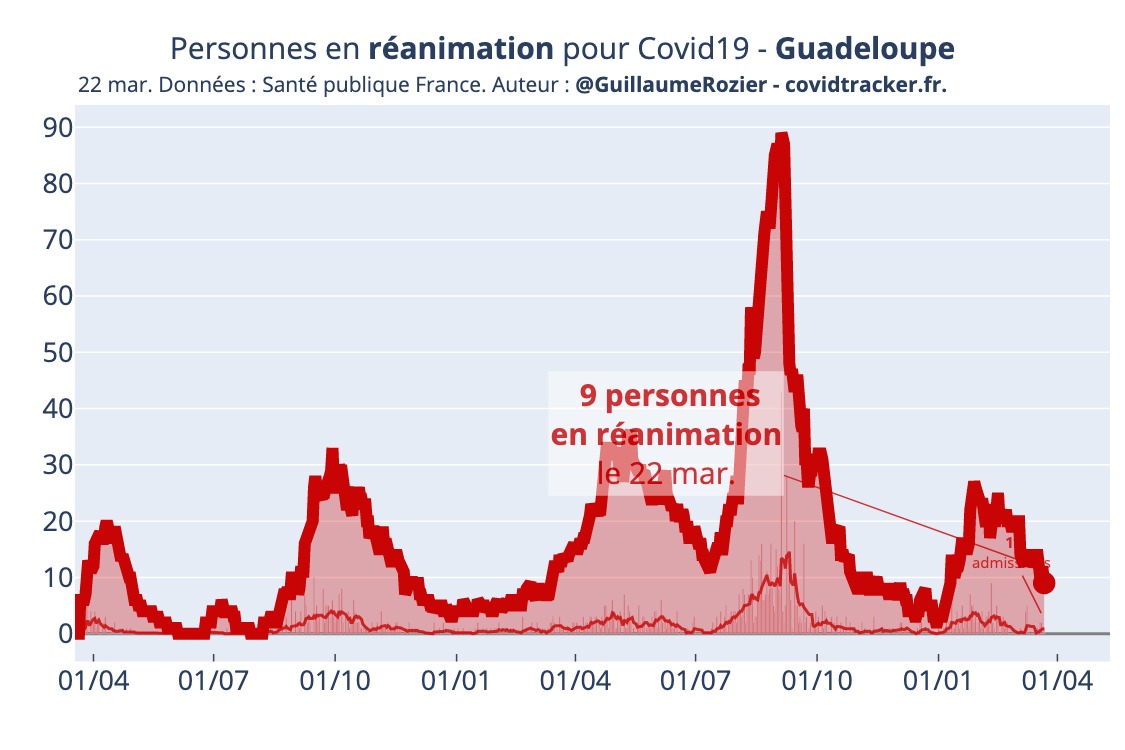 Personnes en réanimation pour Covid19 - Guadeloupe
22 mar. Données : Santé publique France. Auteur : @GuillaumeRozier - covidtracker.fr.
90
80
70
60
50
40
30
20
10
0
9 personnes
en réanimation
le 22 mar.
1
01/04 01/07 01/10 01/01 01/04 01/07 01/10 01/01 01/04